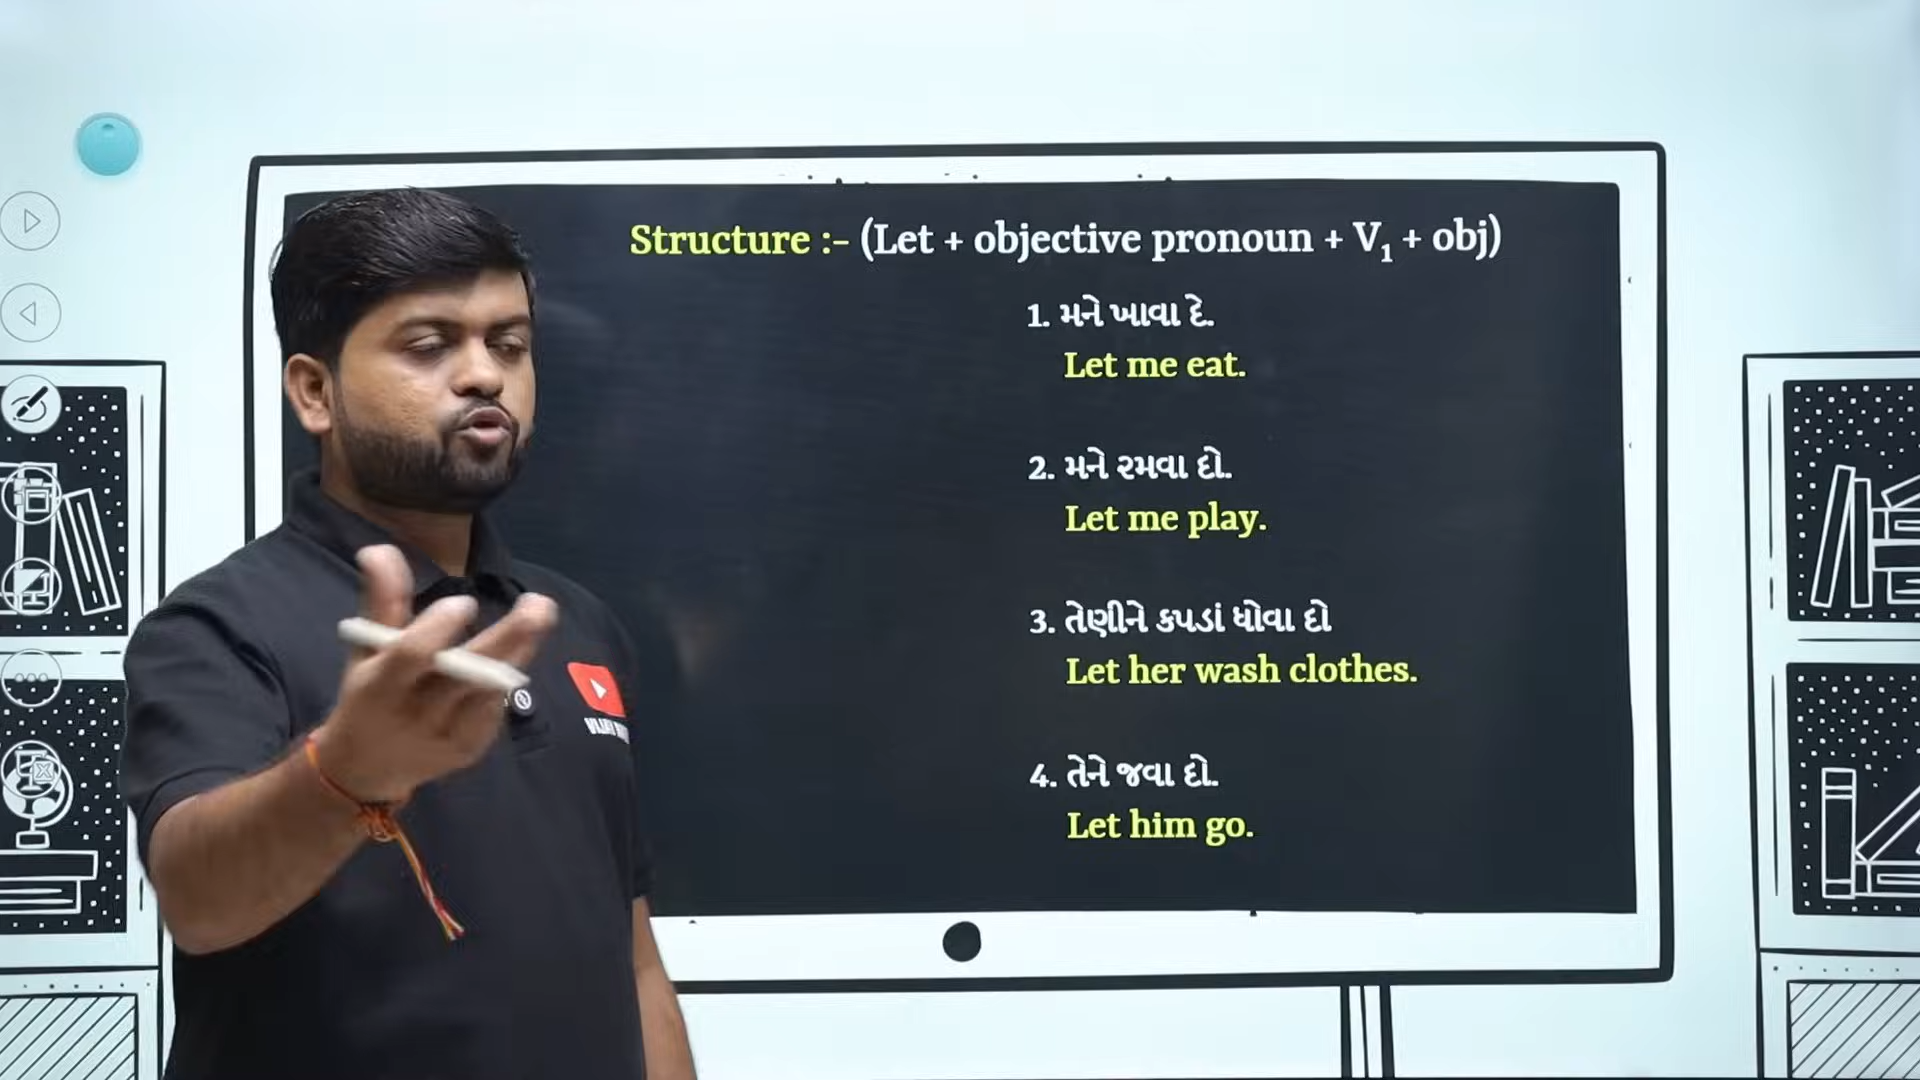 Structure :- (Let + objective pronoun + V₁ + obj)
1. મને ખાવા દે.
Let me eat.
2. મને રમવા દો.
Let me play.
3. તેણીને કપડાં ધોવા દો
Let her wash clothes.
4. તેને જવા દો.
Let him go.